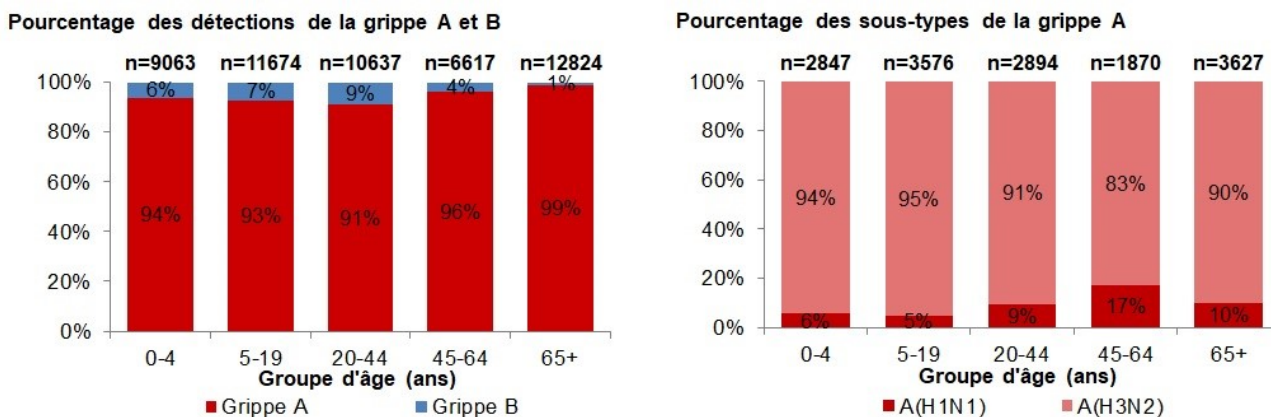 Pourcentage des détections de la grippe A et B
n=9063 n=11674 n=10637 n=6617 n=12824
100%
80%
60%
40%
20%
0%
6% 7% 9% 4% 1%
94% 93% 91% 96% 99%
0-4 5-19 20-44 45-64 65+
Groupe d'âge (ans)
Grippe A Grippe B
Pourcentage des sous-types de la grippe A
n=2847 n=3576 n=2894 n=1870 n=3627
100%
80%
60%
40%
20%
0%
94% 95% 91% 83% 90%
6% 5% 9% 17% 10%
0-4 5-19 20-44 45-64 65+
Groupe d'âge (ans)
A(H1N1) A(H3N2)